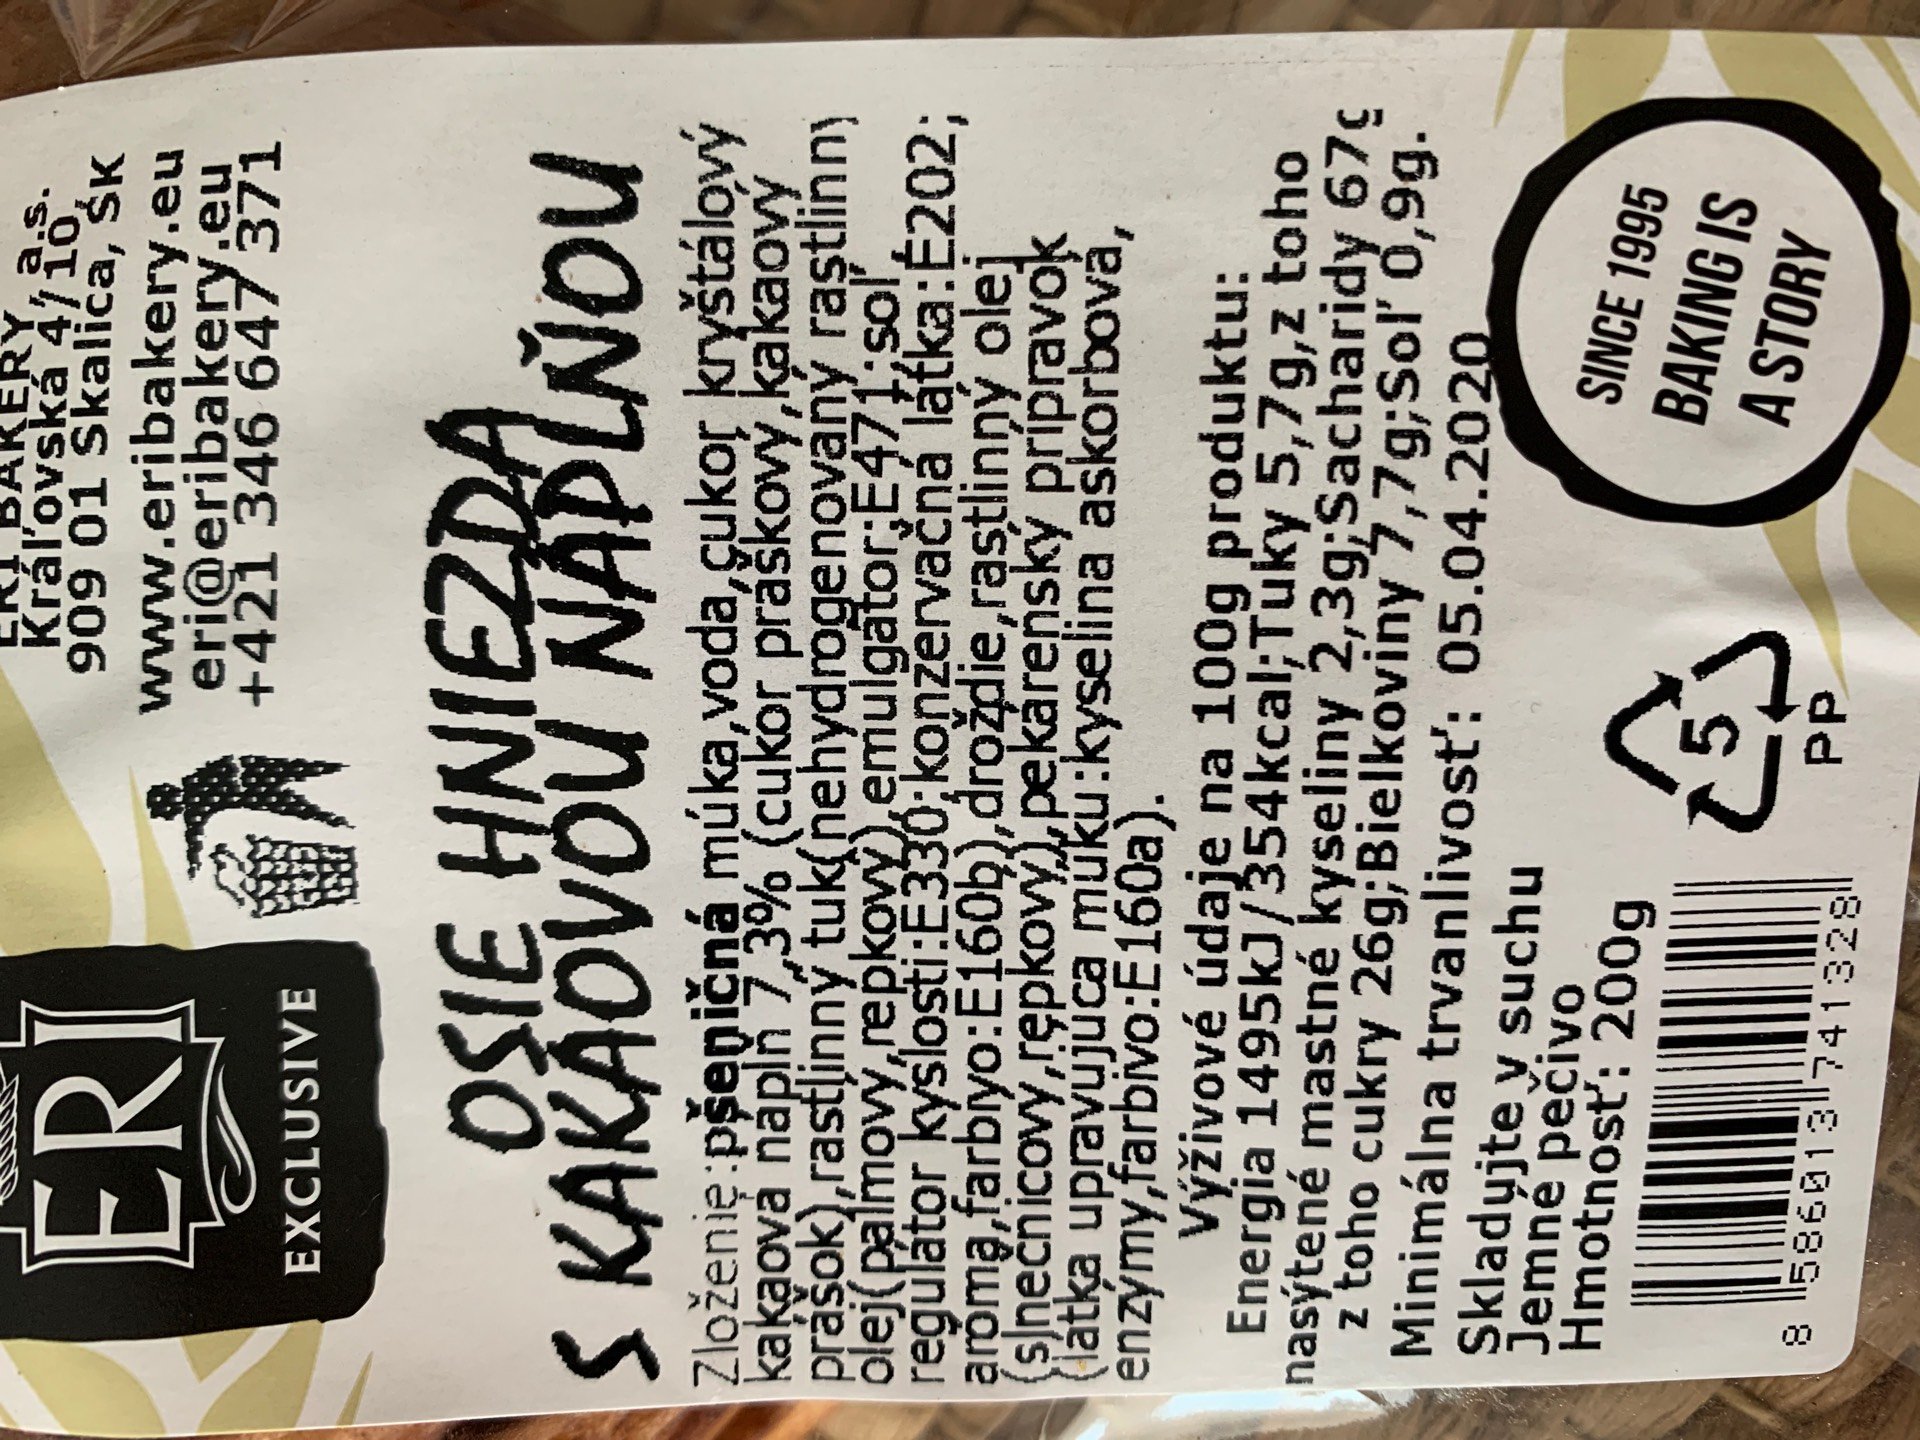 ERI BAKERY, a.s.
Kráľovská 4/10
909 01 Skalica, SK
www.eribakery.eu
eri@eribakery.eu
+421 346 647 371
ERI
EXCLUSIVE
OSIE HNIEZDA
S KAKAOVOU NÁPLŇOU
Zloženie:pšeničná múka,voda,cukor kryštálový
kakaová náplň 7,3% (cukor práškový,kakaový
prášok),rastlinný tuk(nehydrogenovaný rastlinný
olej(palmový,repkový),emulgátor:E471;soľ,
regulátor kyslosti:E330;konzervačná látka:E202;
aróma,farbivo:E160b),droždie,rastlinný olej
(slnečnicový,repkový),pekárenský prípravok
(látka upravujúca múku:kyselina askorbová,
enzýmy,farbivo:E160a).
Výživové údaje na 100g produktu:
Energia 1495kJ/354kcal;Tuky 5,7g,z toho
nasýtené mastné kyseliny 2,3g;Sacharidy 67g
z toho cukry 26g;Bielkoviny 7,7g;Soľ 0,9g.
Minimálna trvanlivosť: 05.04.2020
Skladujte v suchu
Jemné pečivo
Hmotnosť: 200g
8 586013 741328
5
PP
SINCE 1995
BAKING IS
A STORY